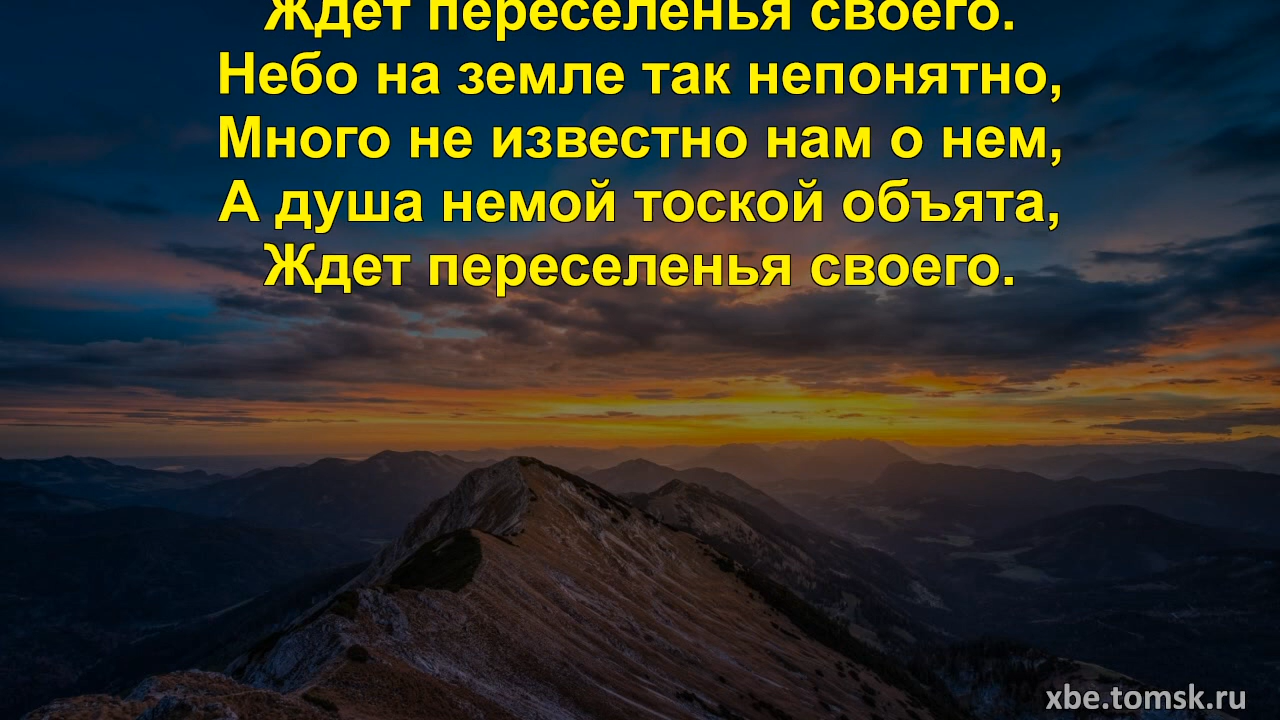 Ждет переселенья своего.
Небо на земле так непонятно,
Много не известно нам о нем,
А душа немой тоской объята,
Ждет переселенья своего.
xbe.tomsk.ru